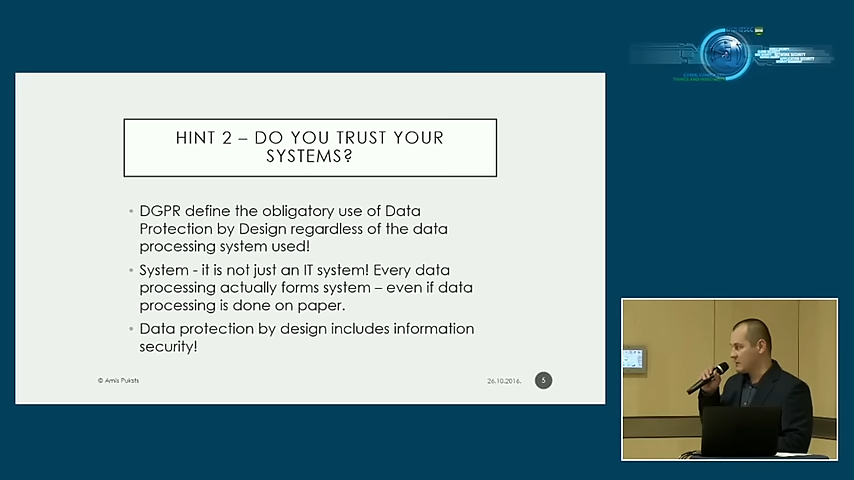 HINT 2 – DO YOU TRUST YOUR
SYSTEMS?
• DGPR define the obligatory use of Data
Protection by Design regardless of the data
processing system used!
• System - it is not just an IT system! Every data
processing actually forms system – even if data
processing is done on paper.
• Data protection by design includes information
security!
© Arnis Puksts
26.10.2016.
5